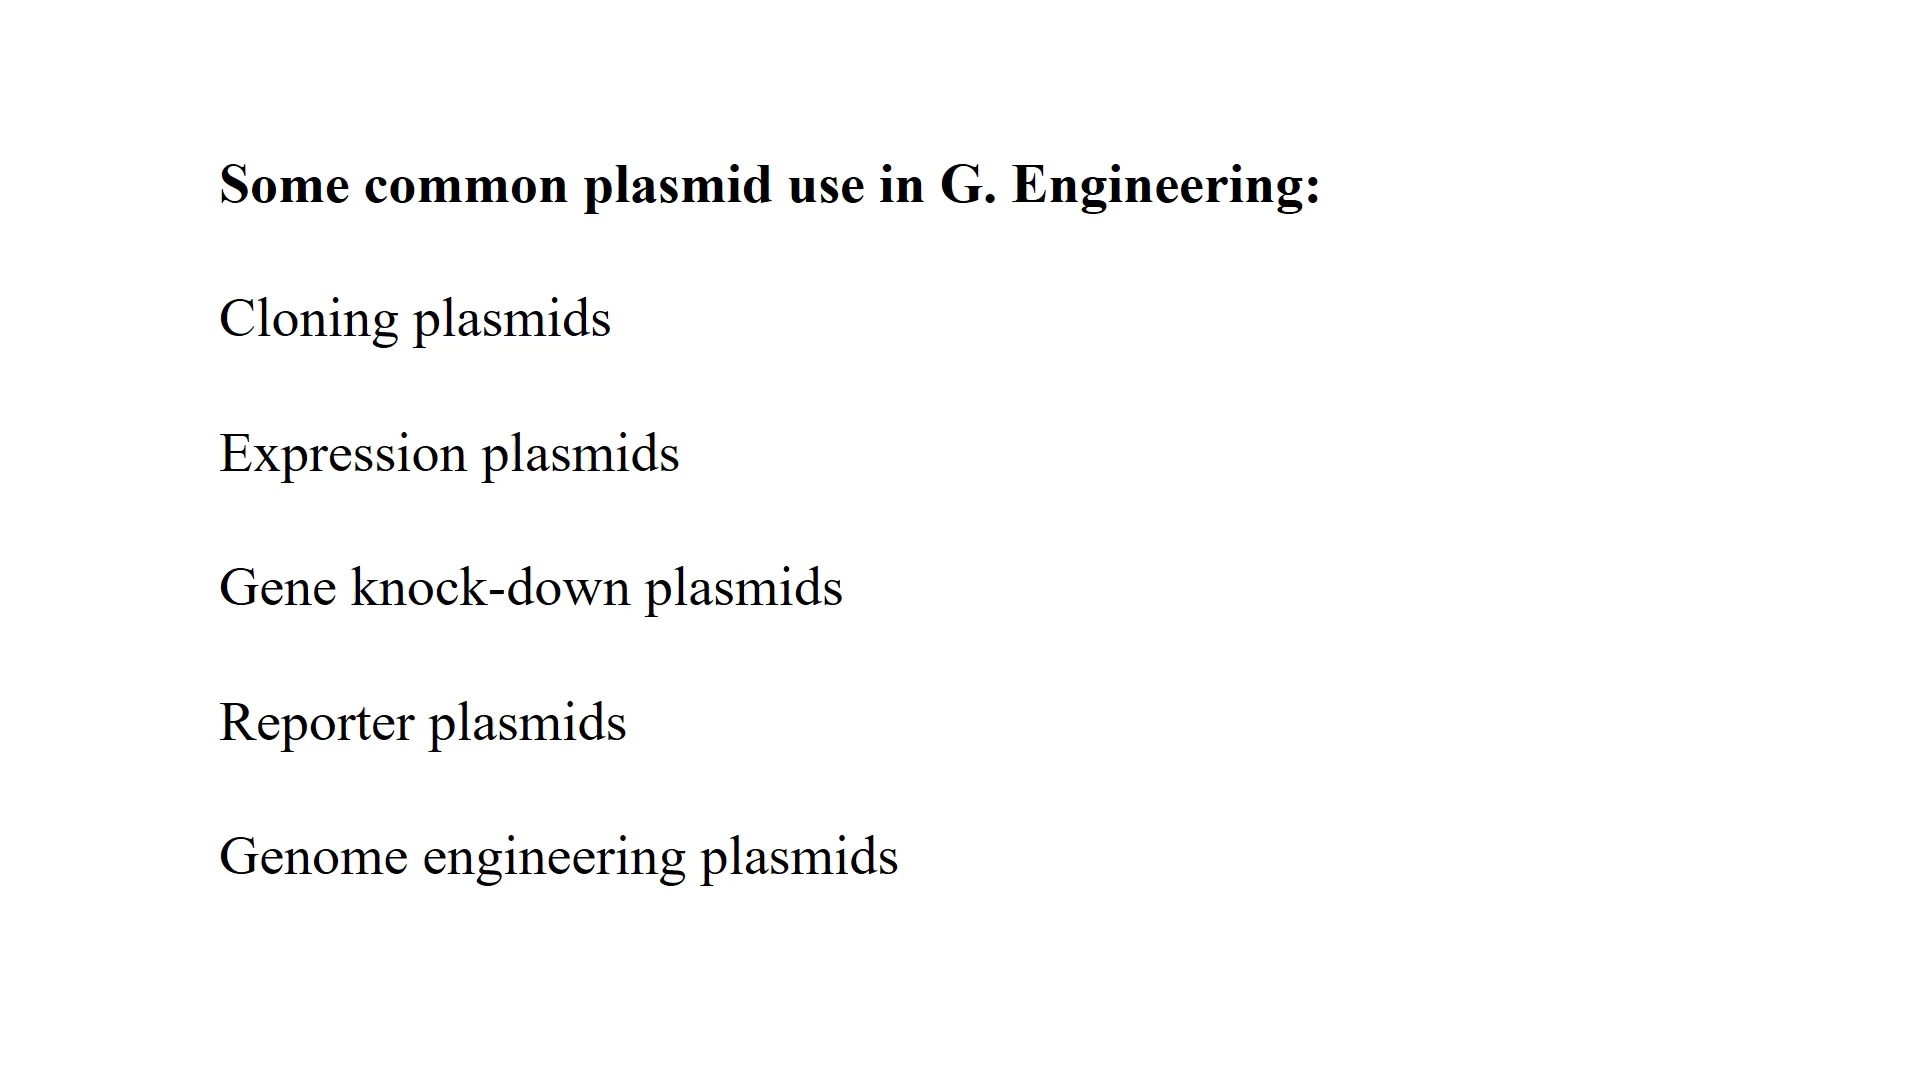 Some common plasmid use in G. Engineering:
Cloning plasmids
Expression plasmids
Gene knock-down plasmids
Reporter plasmids
Genome engineering plasmids